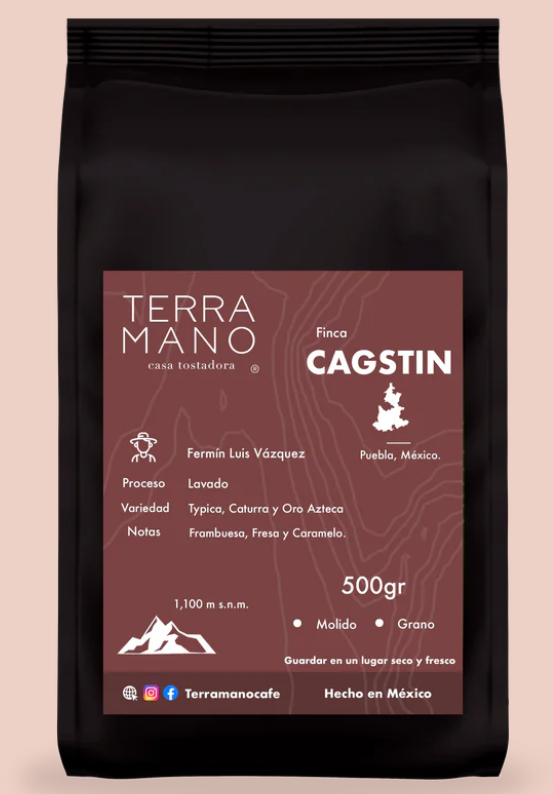 TERRA
MANO
casa tostadora ®
Finca
CAGSTIN
Puebla, México.
Fermín Luis Vázquez
Proceso Lavado
Variedad Typica, Caturra y Oro Azteca
Notas Frambuesa, Fresa y Caramelo.
1,100 m s.n.m.
500gr
Molido Grano
Guardar en un lugar seco y fresco
Terramanocafe Hecho en México